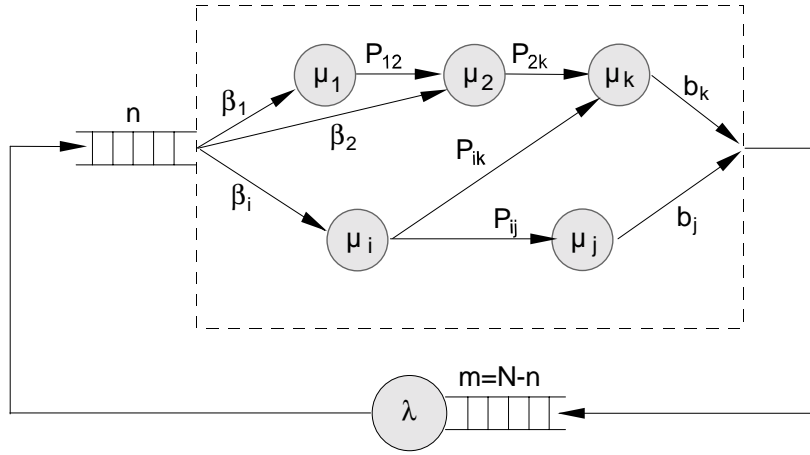 P₁₂ P₂ₖ
μ₁ μ₂ μₖ
β₁ bₖ
n
β₂
Pᵢₖ
βᵢ
Pᵢⱼ
μᵢ μⱼ bⱼ
m=N-n
λ